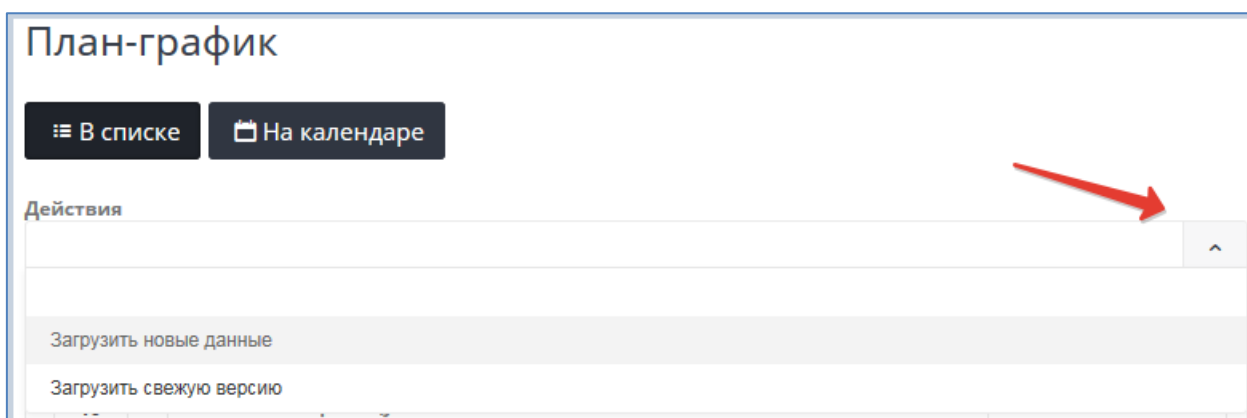 План-график
В списке На календаре
Действия
Загрузить новые данные
Загрузить свежую версию